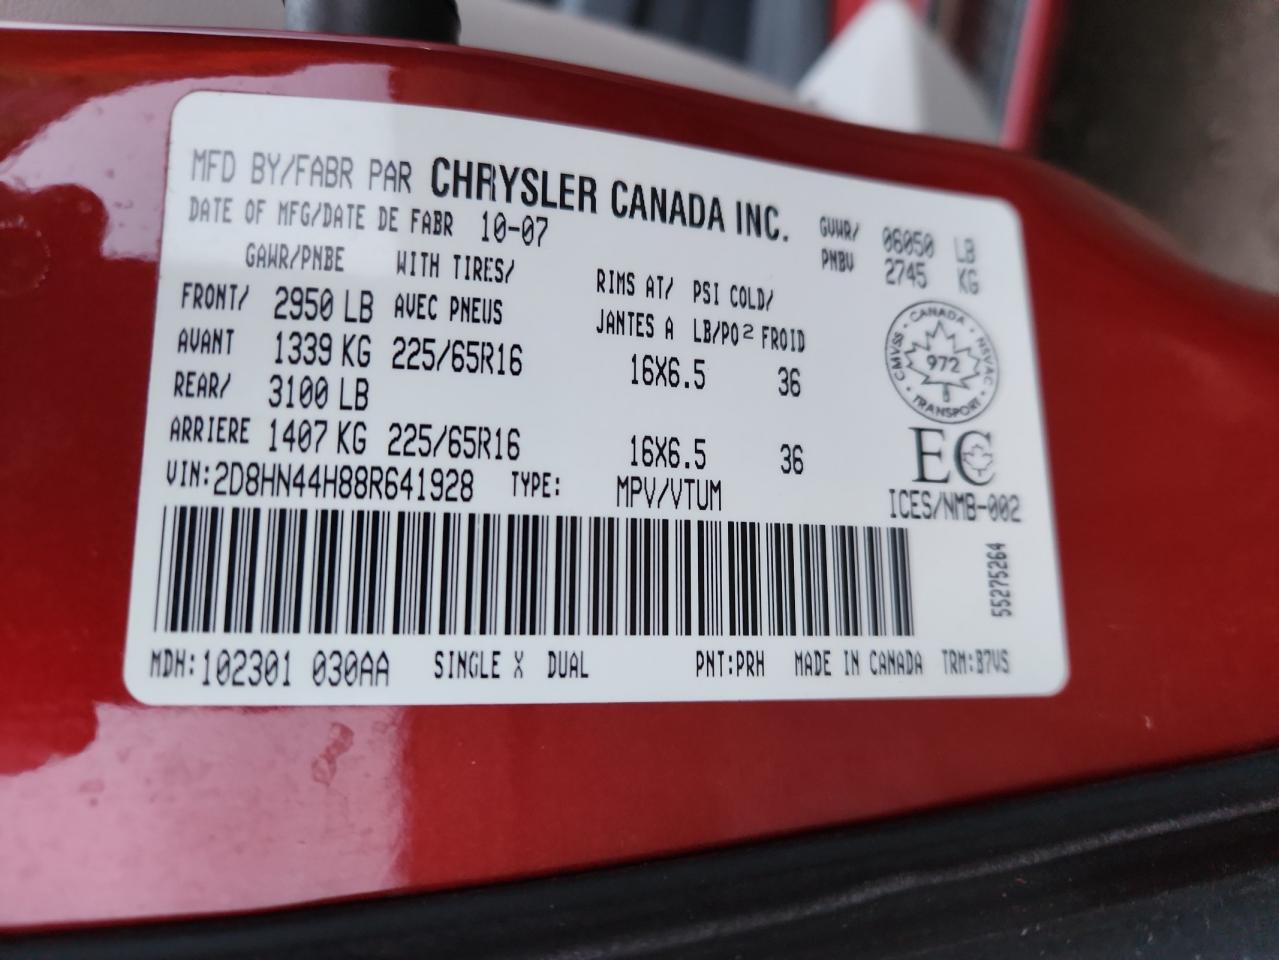 MFD BY/FABR PAR CHRYSLER CANADA INC.
DATE OF MFG/DATE DE FABR 10-07
GVWR/ 06050 LB
PNBV 2745 KG
GAWR/PNBE WITH TIRES/ RIMS AT/ PSI COLD/
FRONT/ 2950 LB AVEC PNEUS JANTES A LB/PO² FROID
AVANT 1339 KG 225/65R16 16X6.5 36
REAR/ 3100 LB
ARRIERE 1407 KG 225/65R16 16X6.5 36
CANADA
CMVSS • NSVAC
972
TRANSPORT
EC
VIN:2D8HN44H88R641928 TYPE: MPV/VTUM ICES/NMB-002
55275264
MDH:102301 030AA SINGLE X DUAL PNT:PRH MADE IN CANADA TRM:B7VS